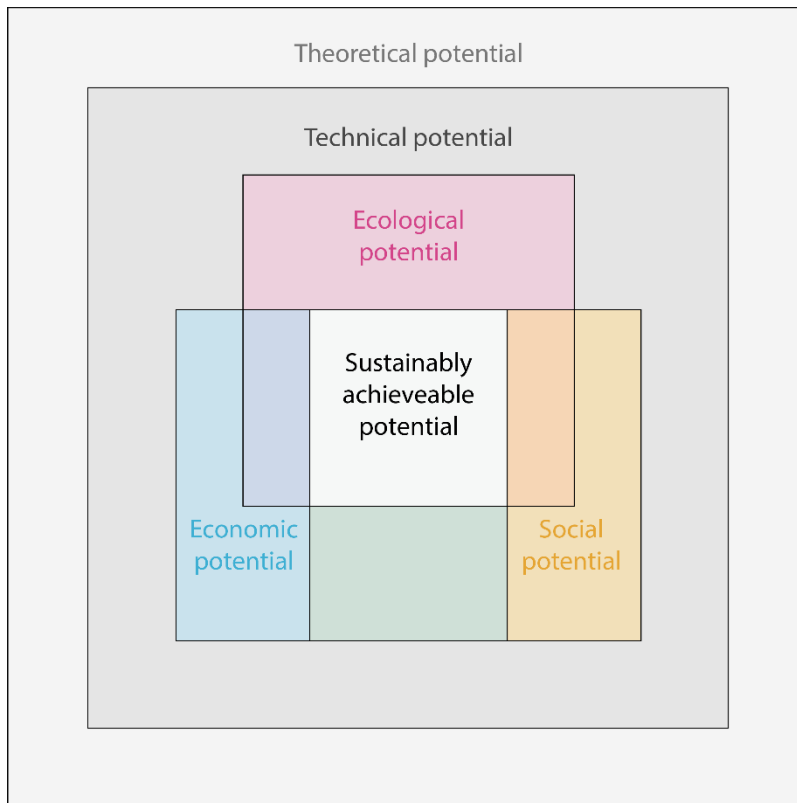 Theoretical potential
Technical potential
Ecological
potential
Sustainably
achieveable
potential
Economic
potential
Social
potential